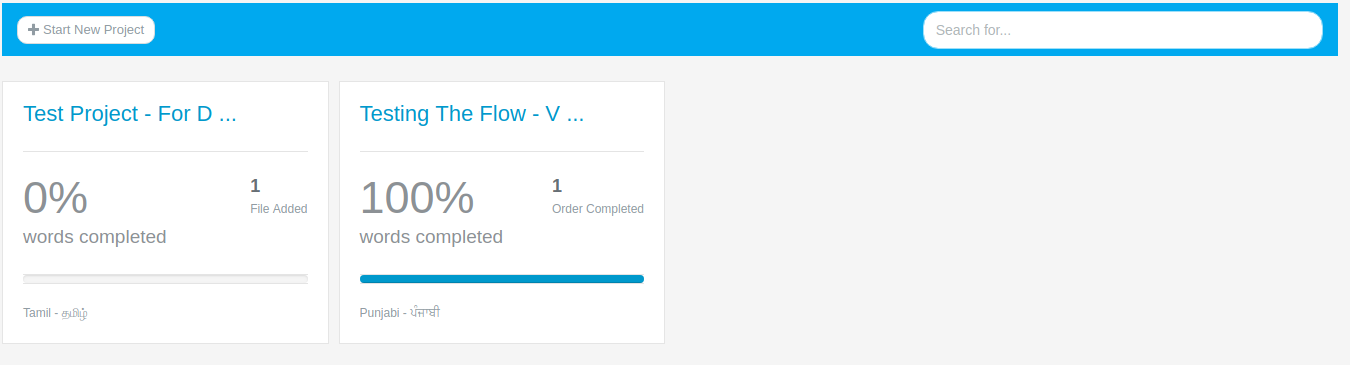 Start New Project
Search for...
Test Project - For D ...
0%
words completed
1
File Added
Tamil - தமிழ்
Testing The Flow - V ...
100%
words completed
1
Order Completed
Punjabi - ਪੰਜਾਬੀ